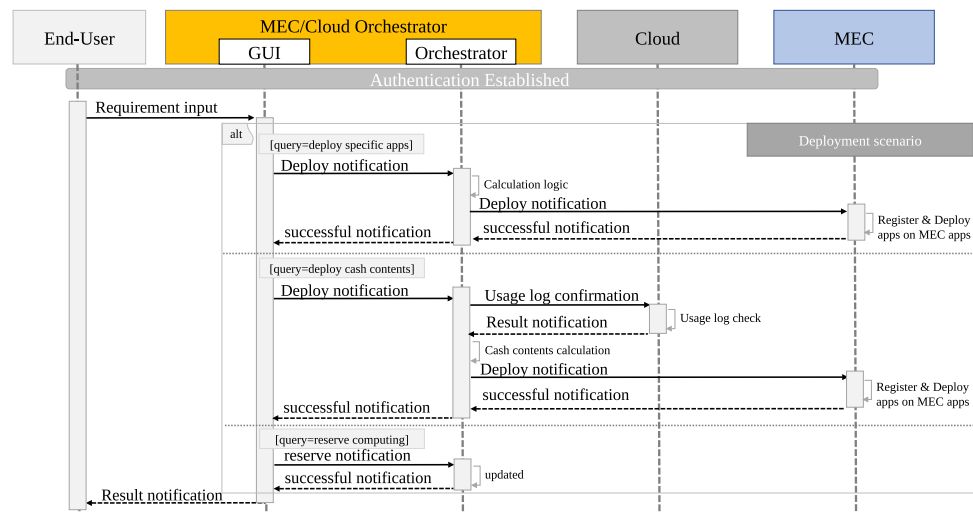 End-User
MEC/Cloud Orchestrator
GUI
Orchestrator
Cloud
MEC
Authentication Established
Requirement input
alt
Deployment scenario
[query=deploy specific apps]
Deploy notification
Calculation logic
Deploy notification
Register & Deploy
apps on MEC apps
successful notification
successful notification
[query=deploy cash contents]
Deploy notification
Usage log confirmation
Usage log check
Result notification
Cash contents calculation
Deploy notification
Register & Deploy
apps on MEC apps
successful notification
successful notification
[query=reserve computing]
reserve notification
updated
successful notification
Result notification